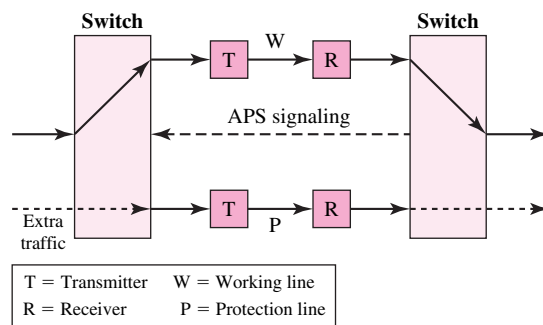 Switch
Switch
W
T
R
APS signaling
T
R
P
Extra
traffic
T = Transmitter W = Working line
R = Receiver P = Protection line